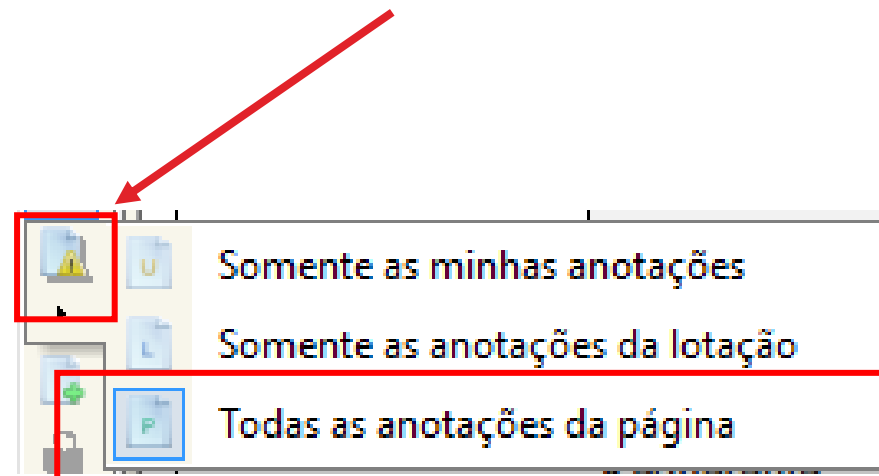 U Somente as minhas anotações
L Somente as anotações da lotação
P Todas as anotações da página